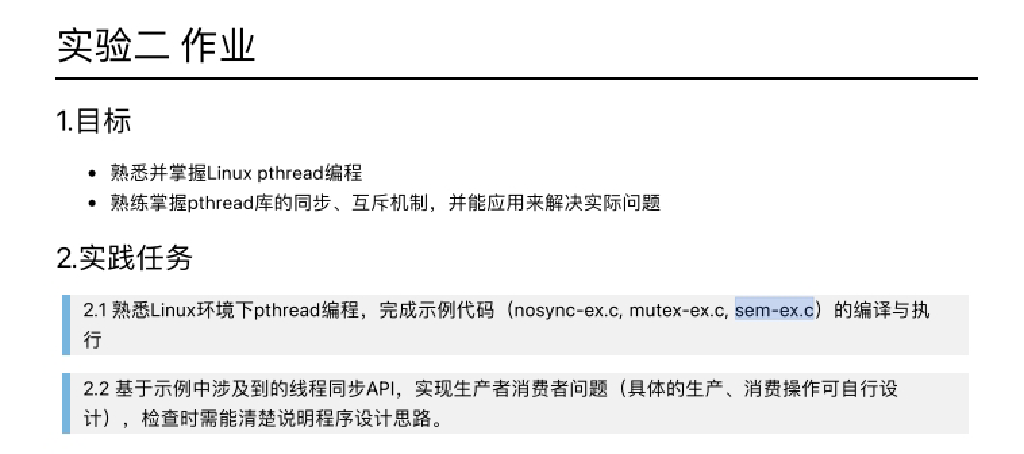 实验二 作业
1.目标
• 熟悉并掌握Linux pthread编程
• 熟练掌握pthread库的同步、互斥机制，并能应用来解决实际问题
2.实践任务
2.1 熟悉Linux环境下pthread编程，完成示例代码（nosync-ex.c, mutex-ex.c, sem-ex.c）的编译与执
行
2.2 基于示例中涉及到的线程同步API，实现生产者消费者问题（具体的生产、消费操作可自行设
计），检查时需能清楚说明程序设计思路。